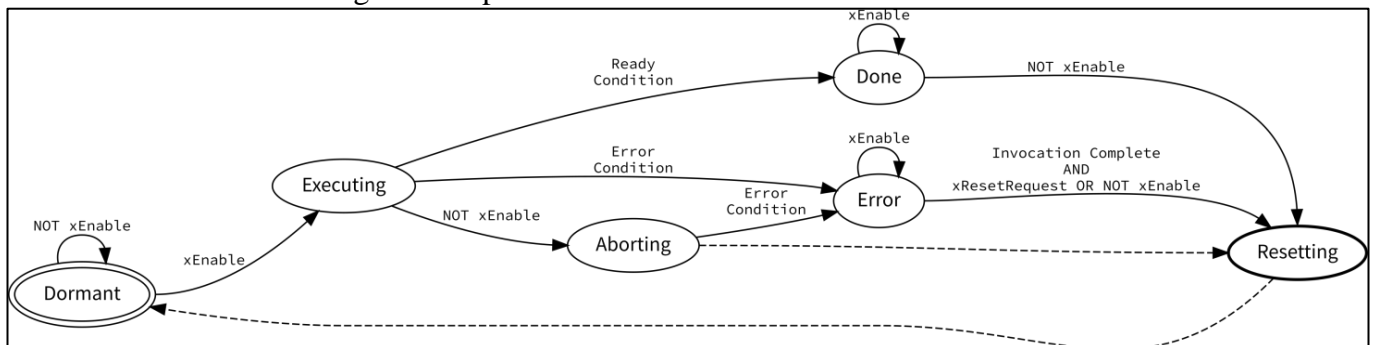 xEnable
Ready
Condition
Done
NOT xEnable
xEnable
Error
Condition
Invocation Complete
AND
xResetRequest OR NOT xEnable
Executing
Error
Condition
Error
NOT xEnable
NOT xEnable
Aborting
xEnable
Resetting
Dormant